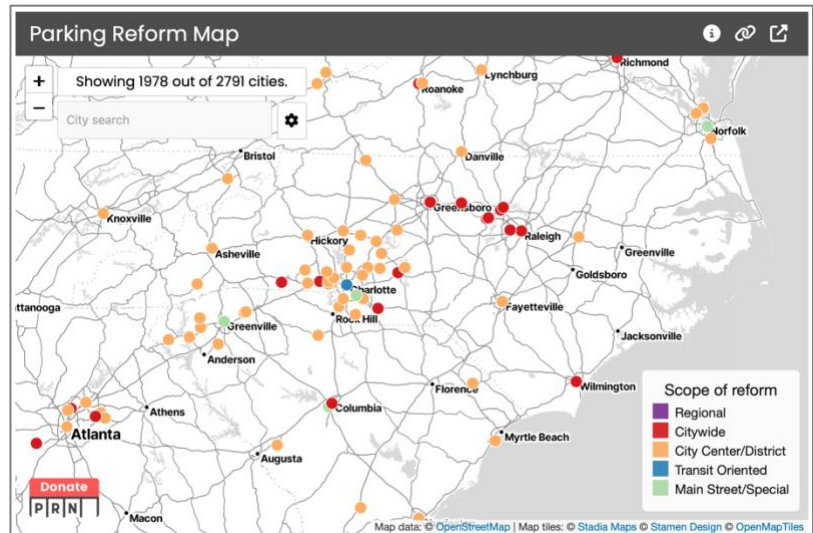 Parking Reform Map
+
Showing 1978 out of 2791 cities.
−
City search
Richmond
Lynchburg
Roanoke
Norfolk
Bristol
Danville
Knoxville
Greensboro
Hickory
Raleigh
Asheville
Greenville
Goldsboro
Charlotte
ttanooga
Greenville
Rock Hill
Fayetteville
Jacksonville
Anderson
Florence
Wilmington
Columbia
Athens
Atlanta
Myrtle Beach
Augusta
Macon
Scope of reform
Regional
Citywide
City Center/District
Transit Oriented
Main Street/Special
Donate
PRN
Map data: © OpenStreetMap | Map tiles: © Stadia Maps © Stamen Design © OpenMapTiles